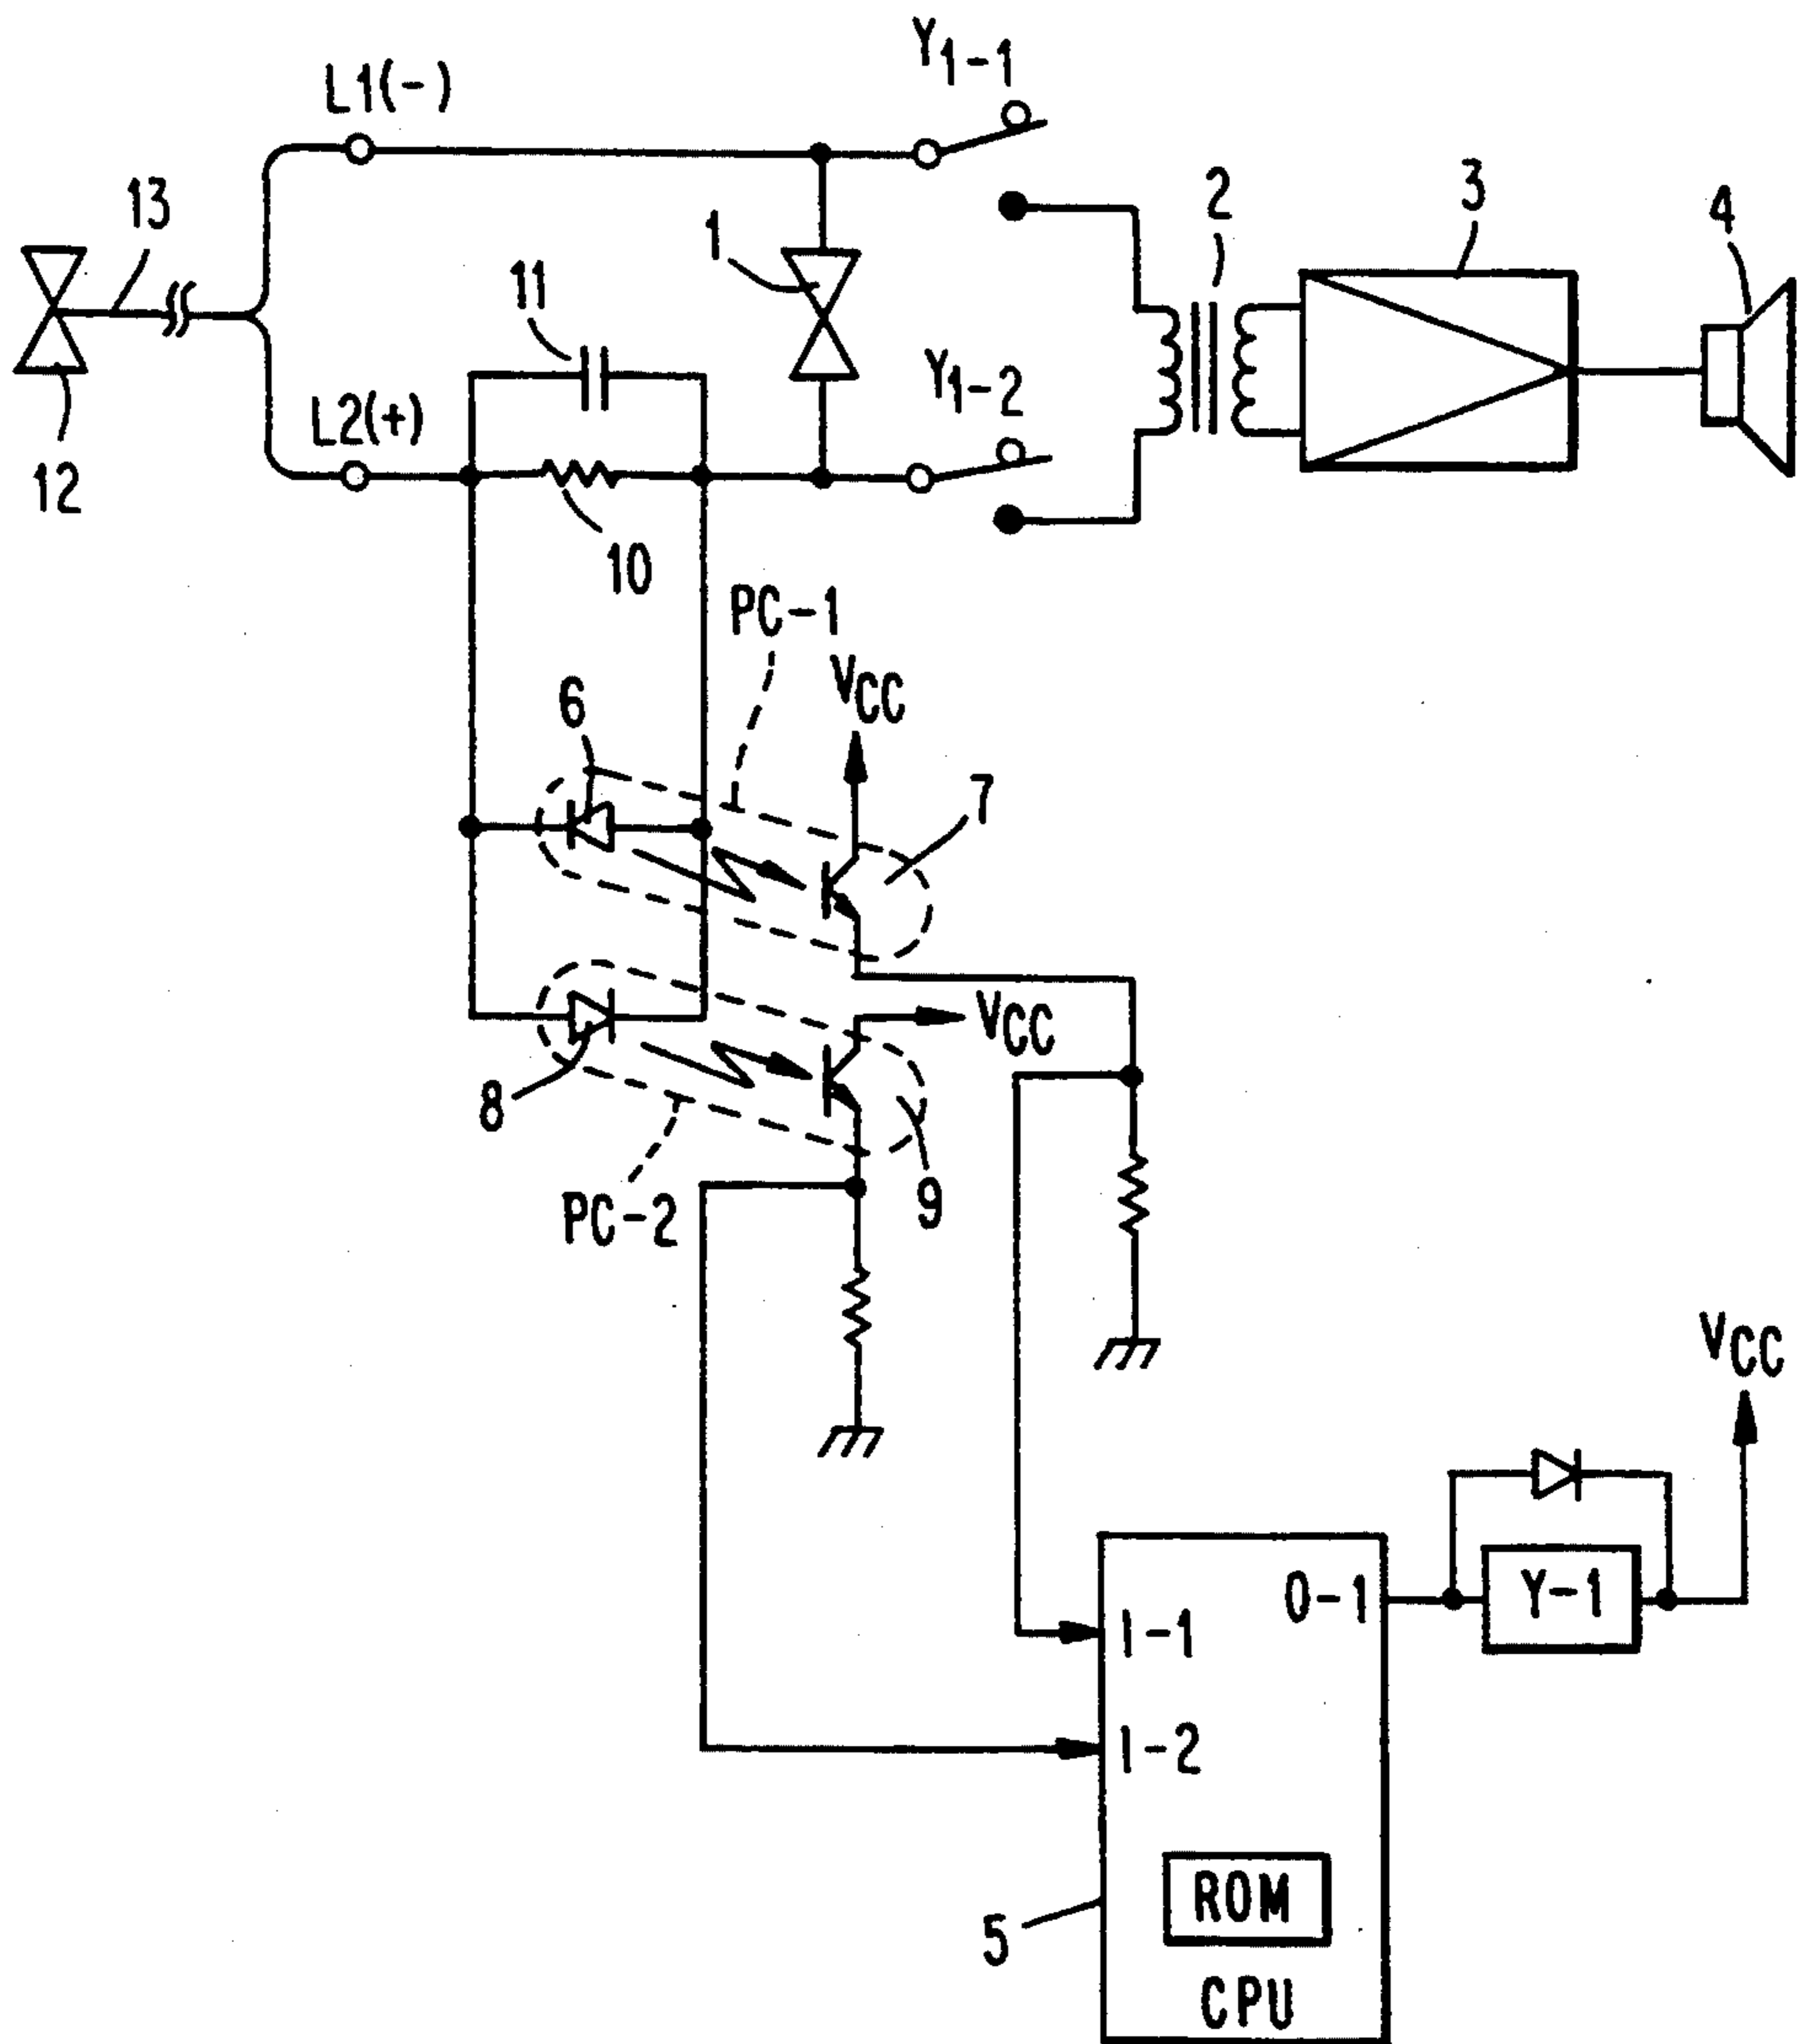 Y1-1
L1(-)
13
1
2
3
4
11
Y1-2
L2(+)
12
10
PC-1
VCC
6
7
VCC
8
9
PC-2
VCC
O-1
Y-1
I-1
I-2
ROM
5
CPU